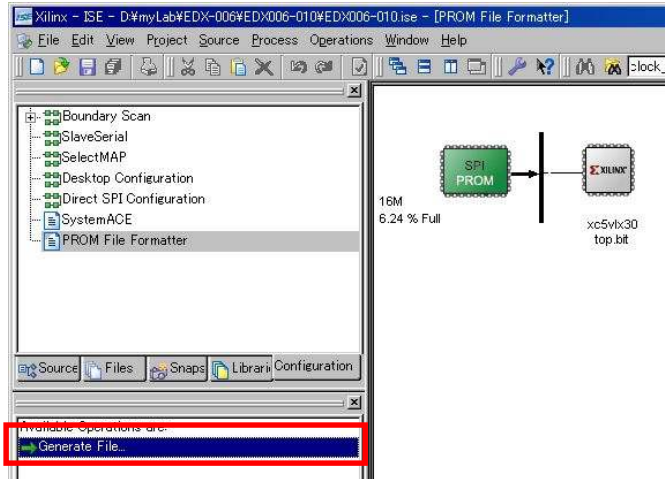 Xilinx - ISE - D:¥myLab¥EDX-006¥EDX006-010¥EDX006-010.ise - [PROM File Formatter]
File Edit View Project Source Process Operations Window Help
clock_
Boundary Scan
SlaveSerial
SelectMAP
Desktop Configuration
Direct SPI Configuration
SystemACE
PROM File Formatter
SPI
PROM
16M
6.24 % Full
XILINX
xc5vlx30
top.bit
Source Files Snaps Librari Configuration
Available Operations are:
Generate File...